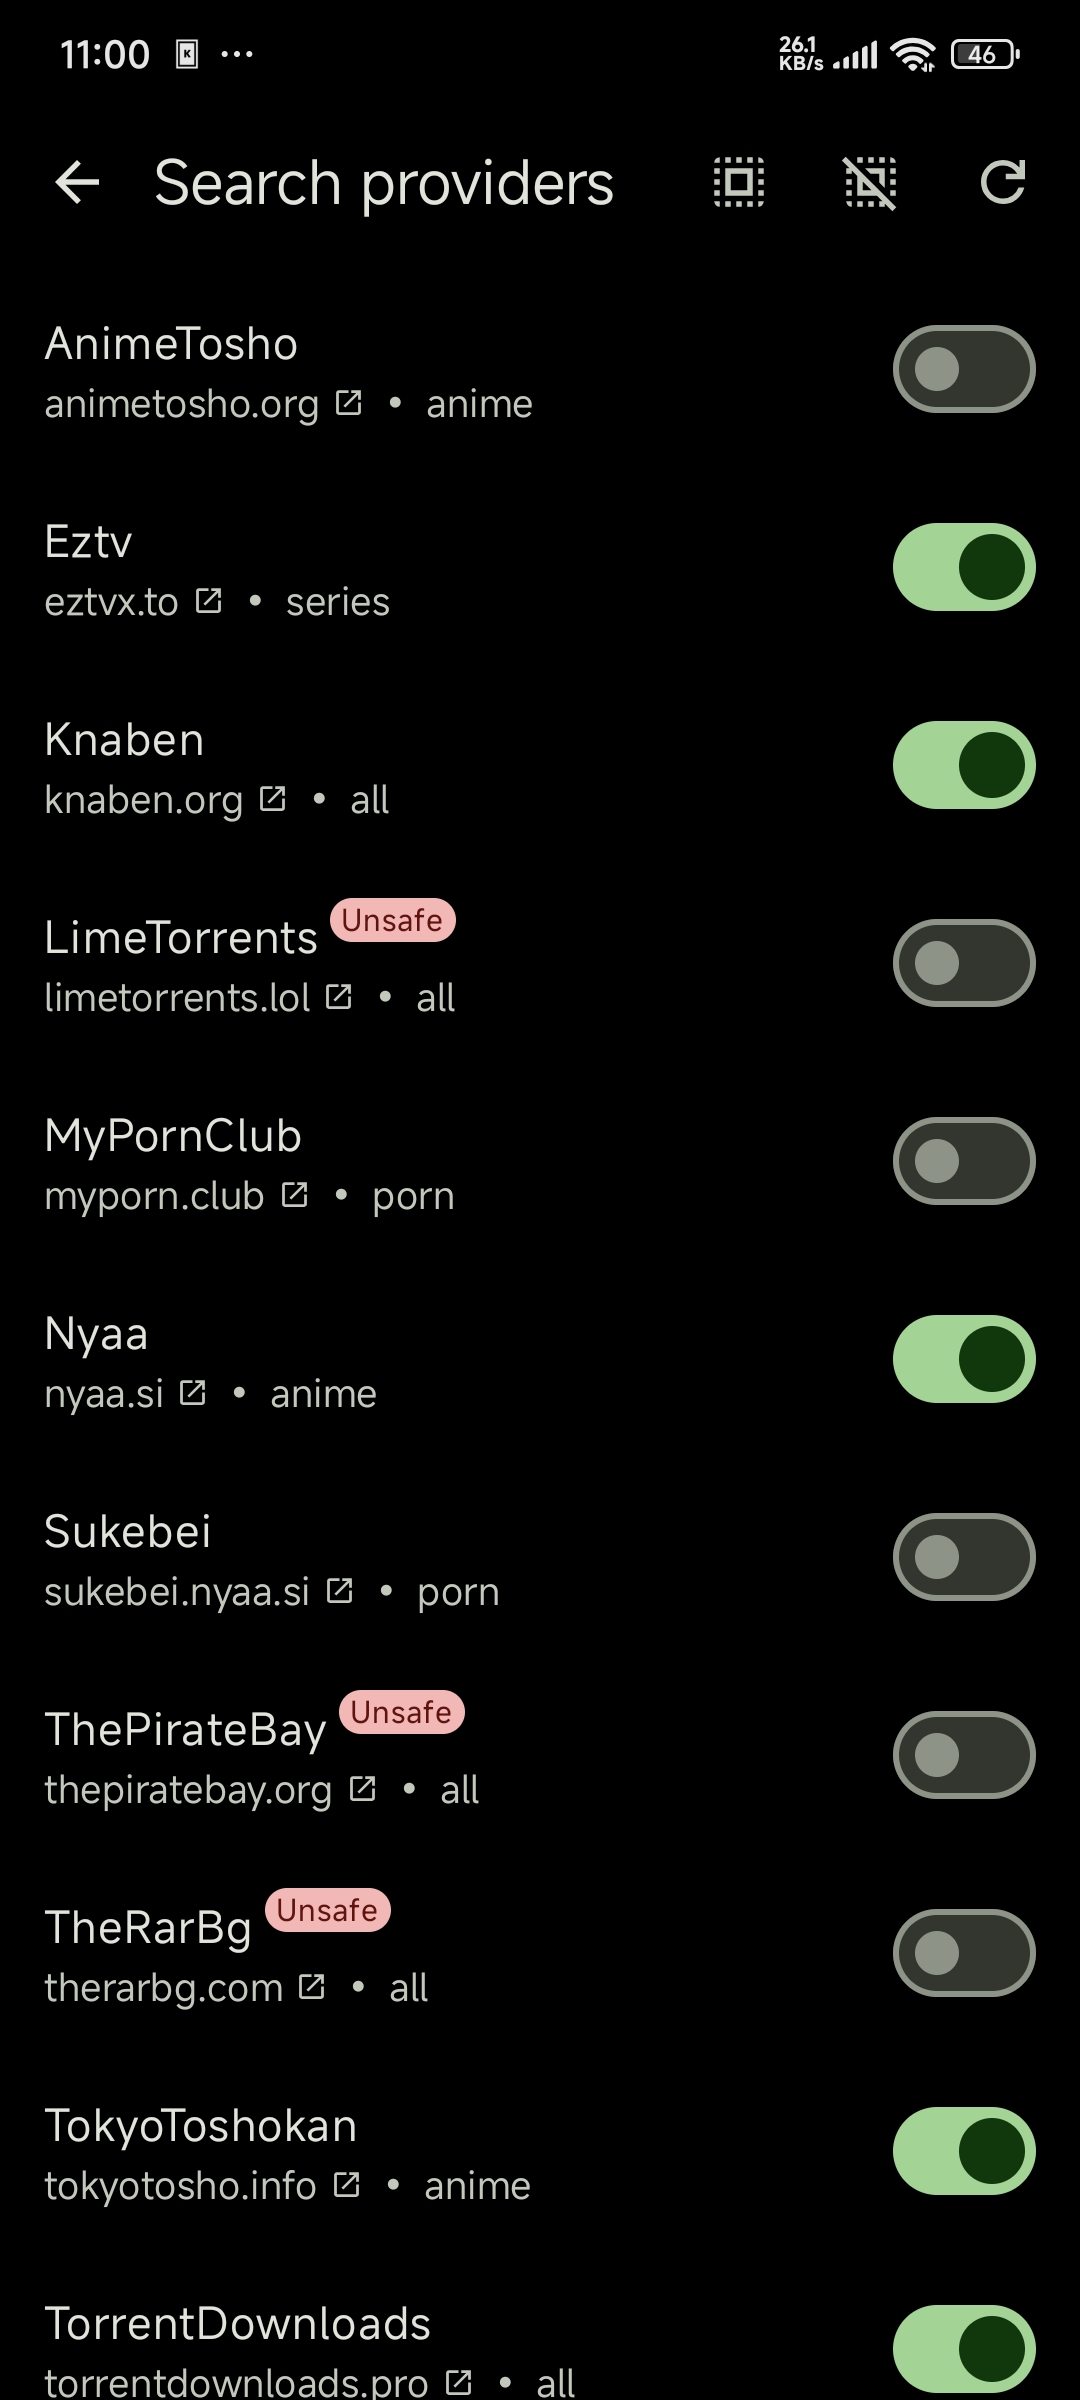 11:00 K ... 26.1 KB/s 46
Search providers
AnimeTosho
animetosho.org • anime
Eztv
eztvx.to • series
Knaben
knaben.org • all
LimeTorrents Unsafe
limetorrents.lol • all
MyPornClub
myporn.club • porn
Nyaa
nyaa.si • anime
Sukebei
sukebei.nyaa.si • porn
ThePirateBay Unsafe
thepiratebay.org • all
TheRarBg Unsafe
therarbg.com • all
TokyoToshokan
tokyotosho.info • anime
TorrentDownloads
torrentdownloads.pro • all